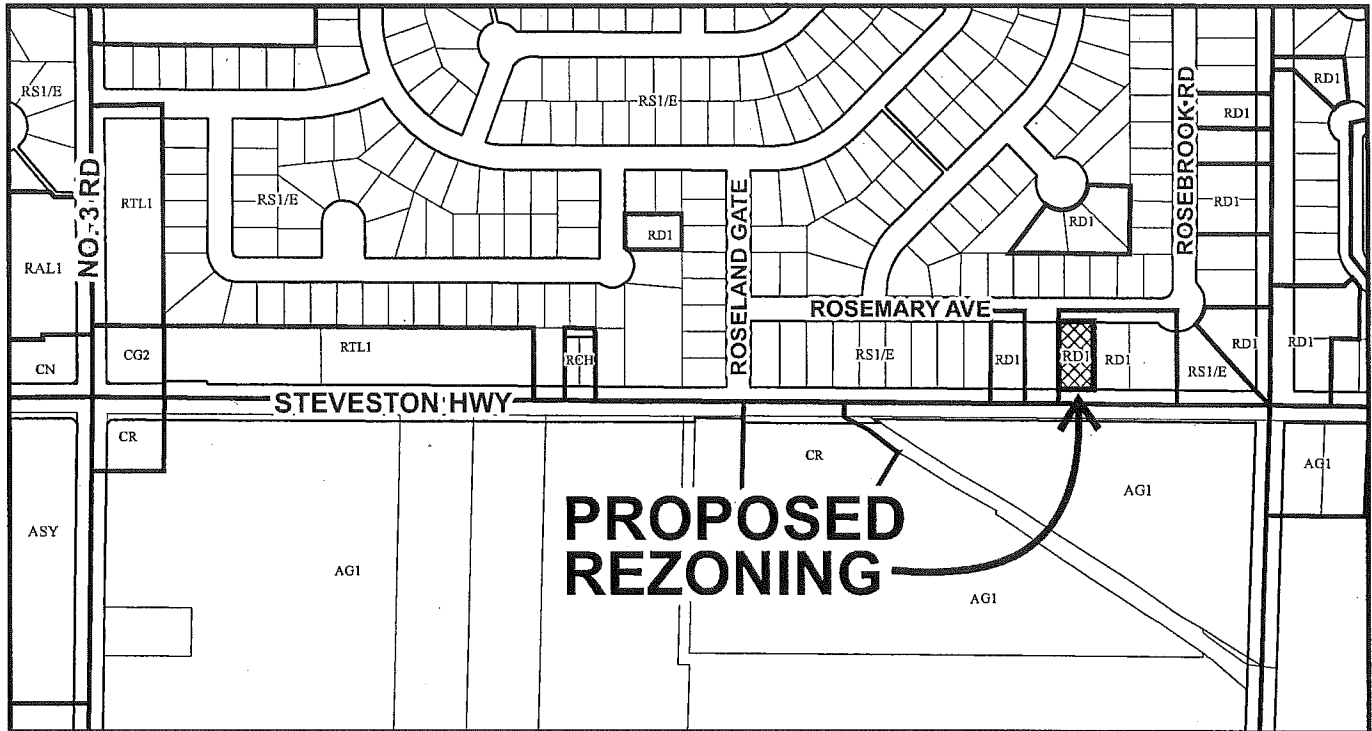 RS1/E
RS1/E
RD1
RD1
NO. 3 RD
RTL1
RS1/E
ROSELAND GATE
RD1
ROSEBROOK RD
RD1
RD1
RAL1
ROSEMARY AVE
CN
CG2
RTL1
RCH
RS1/E
RD1
RD1
RD1
RS1/E
RD1
RD1
STEVESTON HWY
CR
CR
AG1
AG1
PROPOSED
REZONING
ASY
AG1
AG1